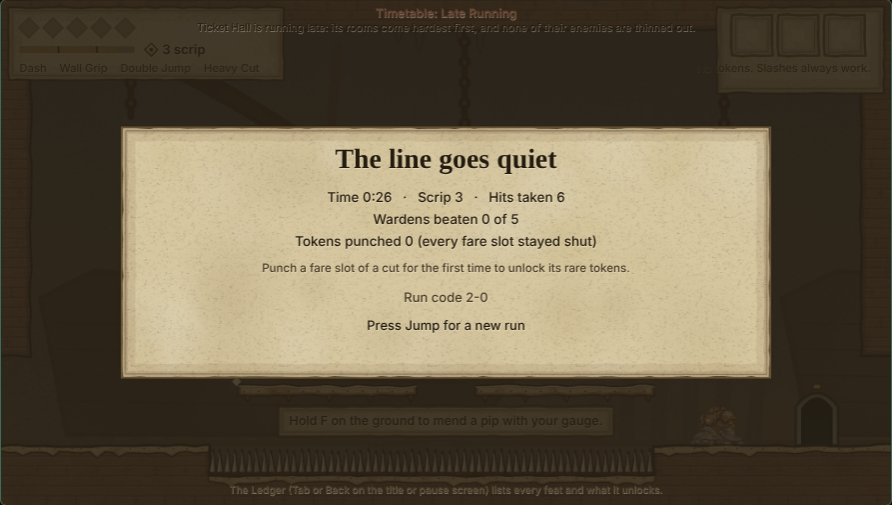 Timetable: Late Running
Ticket Hall is running late: its rooms come hardest first, and none of their enemies are thinned out.
3 scrip
Dash Wall Grip Double Jump Heavy Cut
tokens. Slashes always work.
The line goes quiet
Time 0:26 · Scrip 3 · Hits taken 6
Wardens beaten 0 of 5
Tokens punched 0 (every fare slot stayed shut)
Punch a fare slot of a cut for the first time to unlock its rare tokens.
Run code 2-0
Press Jump for a new run
Hold F on the ground to mend a pip with your gauge.
The Ledger (Tab or Back on the title or pause screen) lists every feat and what it unlocks.